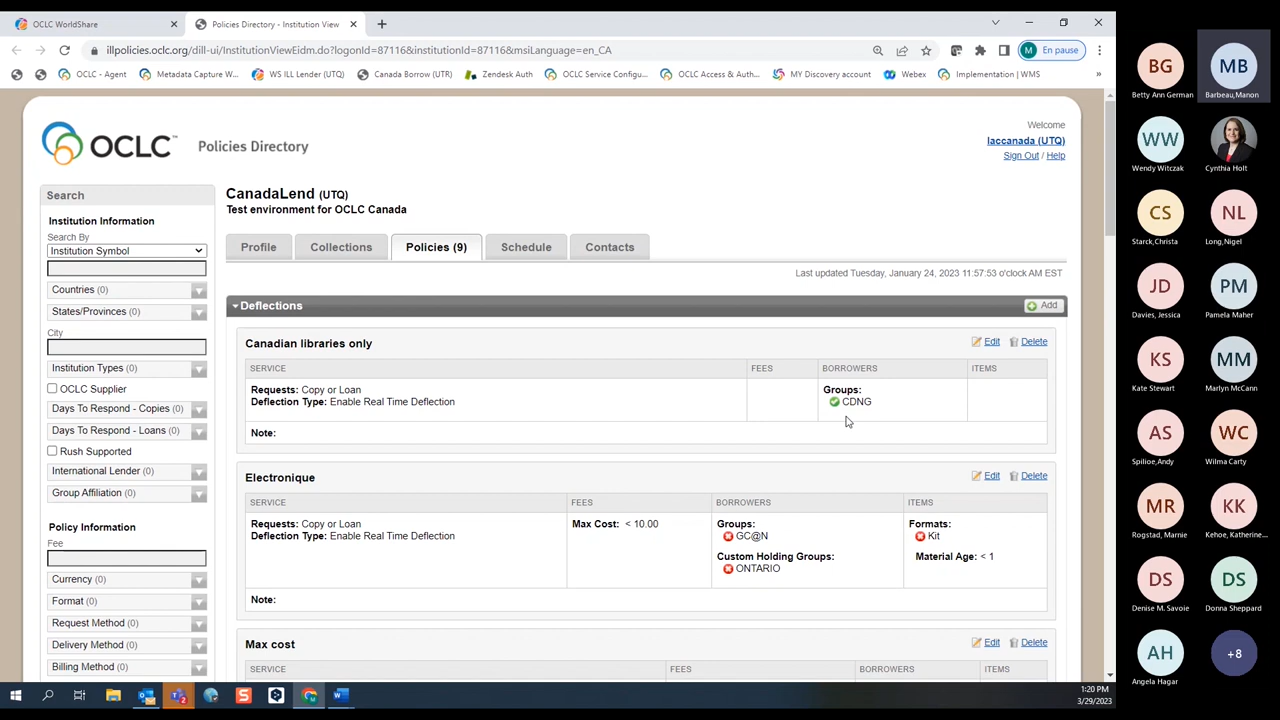 OCLC WorldShare
Policies Directory - Institution View
illpolicies.oclc.org/dill-ui/InstitutionViewEidm.do?logonId=87116&institutionId=87116&msiLanguage=en_CA
M En pause
OCLC - Agent
Metadata Capture W...
WS ILL Lender (UTQ)
Canada Borrow (UTR)
Zendesk Auth
OCLC Service Configu...
OCLC Access & Auth...
MY Discovery account
Webex
Implementation | WMS
»
OCLC™ Policies Directory
Welcome
laccanada (UTQ)
Sign Out / Help
Search
Institution Information
Search By
Institution Symbol
Countries (0)
States/Provinces (0)
City
Institution Types (0)
OCLC Supplier
Days To Respond - Copies (0)
Days To Respond - Loans (0)
Rush Supported
International Lender (0)
Group Affiliation (0)
Policy Information
Fee
Currency (0)
Format (0)
Request Method (0)
Delivery Method (0)
Billing Method (0)
CanadaLend (UTQ)
Test environment for OCLC Canada
Profile Collections Policies (9) Schedule Contacts
Last updated Tuesday, January 24, 2023 11:57:53 o'clock AM EST
Deflections Add
Canadian libraries only Edit Delete
SERVICE FEES BORROWERS ITEMS
Requests: Copy or Loan Groups:
Deflection Type: Enable Real Time Deflection CDNG
Note:
Electronique Edit Delete
SERVICE FEES BORROWERS ITEMS
Requests: Copy or Loan Max Cost: < 10.00 Groups: Formats:
Deflection Type: Enable Real Time Deflection GC@N Kit
Custom Holding Groups: Material Age: < 1
ONTARIO
Note:
Max cost Edit Delete
SERVICE FEES BORROWERS ITEMS
1:20 PM
3/29/2023
BG MB
Betty Ann German Barbeau,Manon
WW
Wendy Witczak Cynthia Holt
CS NL
Starck,Christa Long,Nigel
JD PM
Davies, Jessica Pamela Maher
KS MM
Kate Stewart Marlyn McCann
AS WC
Spilioe,Andy Wilma Carty
MR KK
Rogstad, Marnie Kehoe, Katherine...
DS DS
Denise M. Savoie Donna Sheppard
AH +8
Angela Hagar